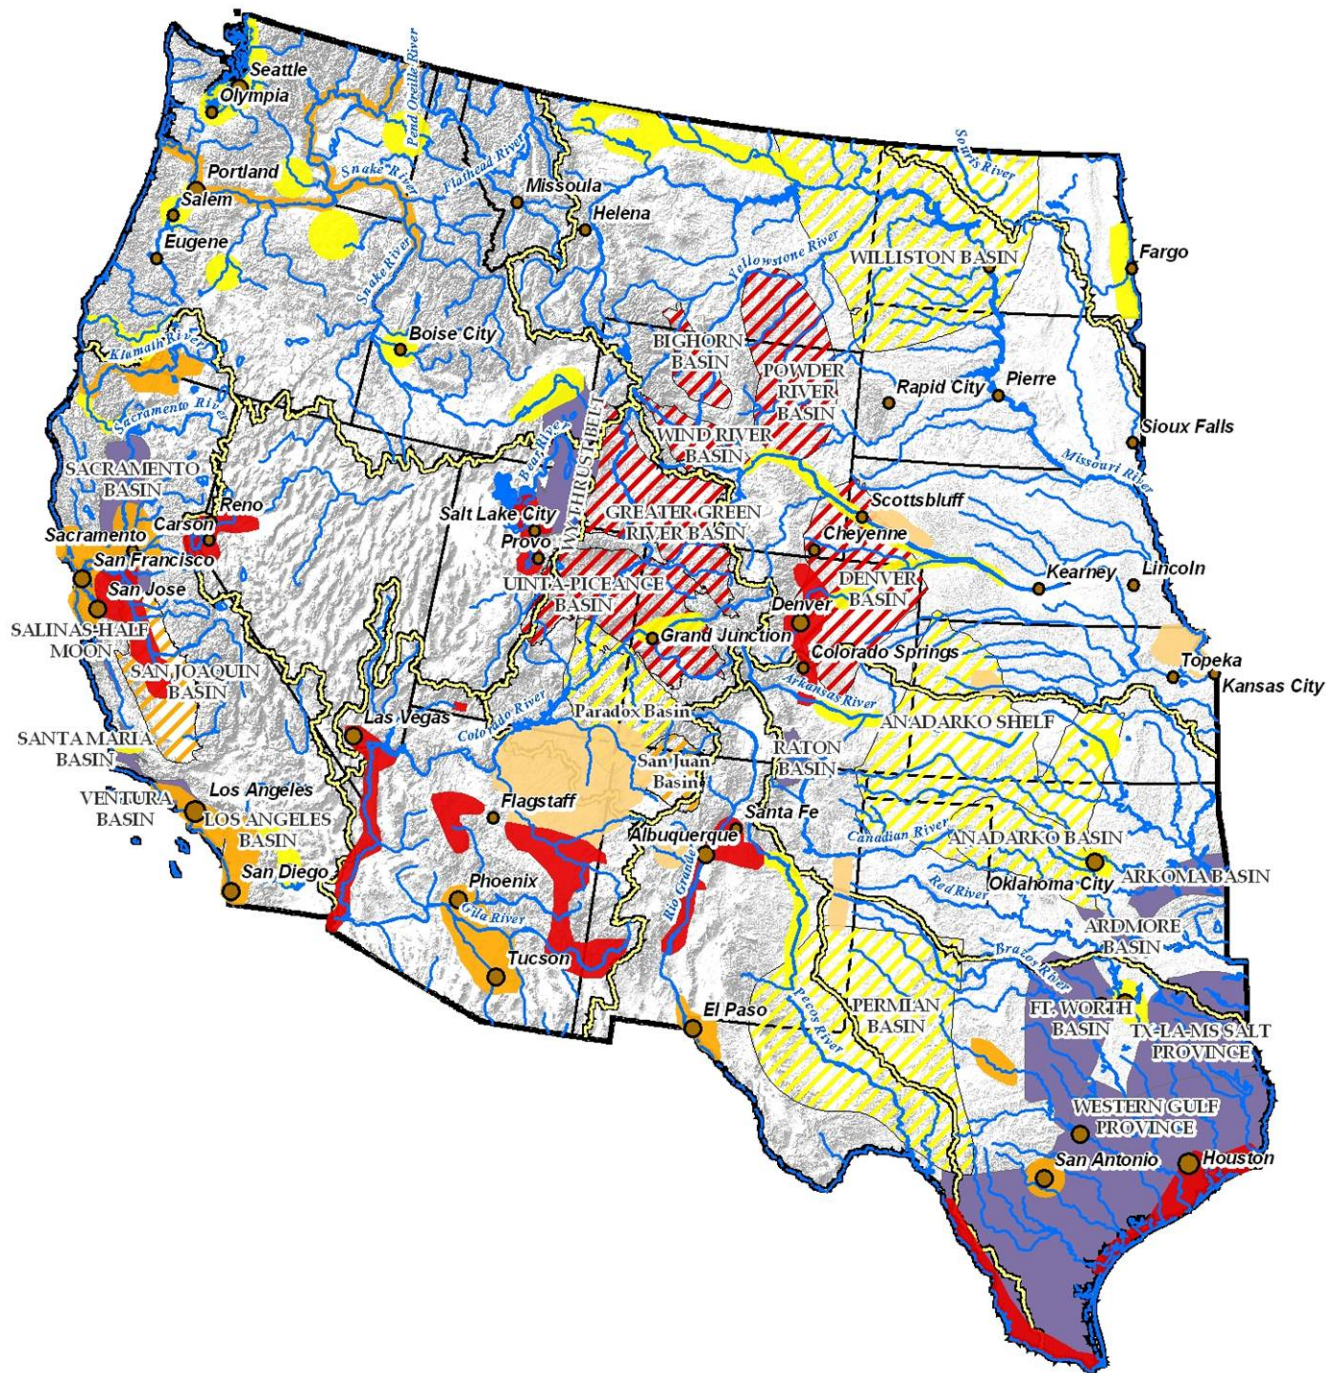 Seattle
Olympia
Pend Oreille River
Flathead River
Souris River
Portland
Snake River
Missoula
Salem
Helena
Eugene
Snake River
Yellowstone River
WILLISTON BASIN
Fargo
Klamath River
Boise City
BIGHORN
BASIN
POWDER
RIVER
BASIN
Rapid City
Pierre
Sacramento River
WIND RIVER
BASIN
Sioux Falls
Missouri River
SACRAMENTO
BASIN
Bear River
WY THRUST BELT
Reno
Carson
Salt Lake City
GREATER GREEN
RIVER BASIN
Scottsbluff
Sacramento
San Francisco
Provo
Cheyenne
San Jose
UINTA-PICEANCE
BASIN
DENVER
BASIN
Kearney
Lincoln
Denver
SALINAS-HALF
MOON
Grand Junction
Colorado Springs
SAN JOAQUIN
BASIN
Arkansas River
Topeka
Kansas City
Las Vegas
Colorado River
Paradox Basin
ANADARKO SHELF
SANTA MARIA
BASIN
San Juan
Basin
RATON
BASIN
Los Angeles
VENTURA
BASIN
LOS ANGELES
BASIN
Flagstaff
Santa Fe
Albuquerque
Canadian River
ANADARKO BASIN
San Diego
Phoenix
Rio Grande
Oklahoma City
ARKOMA BASIN
Red River
Gila River
ARDMORE
BASIN
Tucson
Brazos River
El Paso
Pecos River
PERMIAN
BASIN
FT. WORTH
BASIN
TX-LA-MS SALT
PROVINCE
WESTERN GULF
PROVINCE
San Antonio
Houston